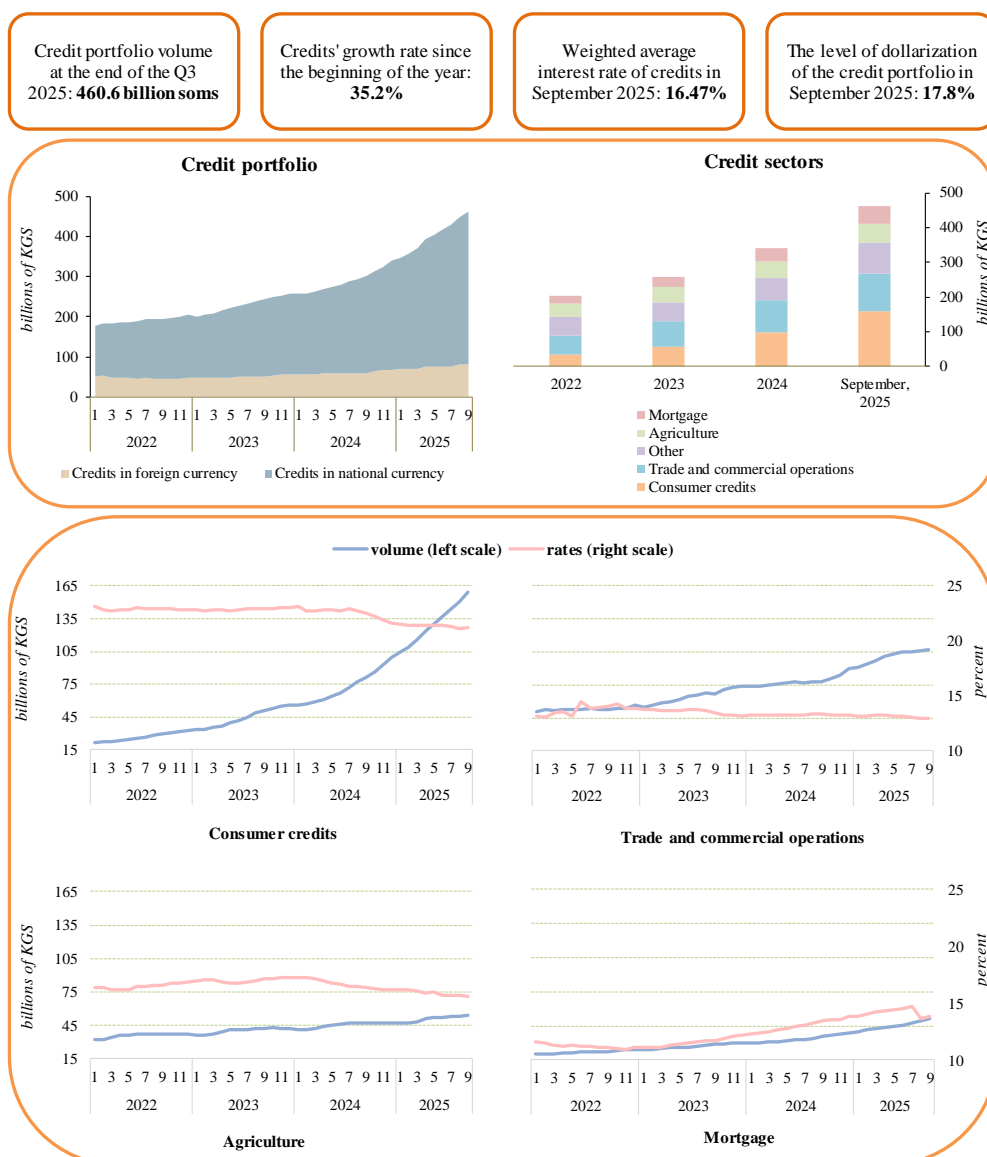 Credit portfolio volume
at the end of the Q3
2025: 460.6 billion soms
Credits' growth rate since
the beginning of the year:
35.2%
Weighted average
interest rate of credits in
September 2025: 16.47%
The level of dollarization
of the credit portfolio in
September 2025: 17.8%
Credit portfolio
billions of KGS
500
400
300
200
100
0
1 3 5 7 9 11 1 3 5 7 9 11 1 3 5 7 9 11 1 3 5 7 9
2022 2023 2024 2025
Credits in foreign currency Credits in national currency
Credit sectors
500
400
300
200
100
0
billions of KGS
2022 2023 2024 September,
2025
Mortgage
Agriculture
Other
Trade and commercial operations
Consumer credits
volume (left scale) rates (right scale)
billions of KGS
165
135
105
75
45
15
1 3 5 7 9 11 1 3 5 7 9 11 1 3 5 7 9 11 1 3 5 7 9
2022 2023 2024 2025
Consumer credits
25
20
15
10
percent
1 3 5 7 9 11 1 3 5 7 9 11 1 3 5 7 9 11 1 3 5 7 9
2022 2023 2024 2025
Trade and commercial operations
billions of KGS
165
135
105
75
45
15
1 3 5 7 9 11 1 3 5 7 9 11 1 3 5 7 9 11 1 3 5 7 9
2022 2023 2024 2025
Agriculture
25
20
15
10
percent
1 3 5 7 9 11 1 3 5 7 9 11 1 3 5 7 9 11 1 3 5 7 9
2022 2023 2024 2025
Mortgage